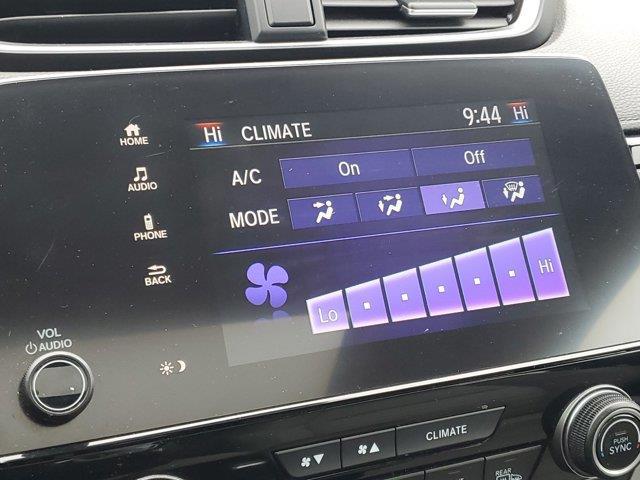 Hi CLIMATE 9:44 Hi
HOME
A/C On Off
AUDIO
MODE
PHONE
BACK
Lo Hi
VOL
AUDIO
CLIMATE
PUSH
SYNC
REAR